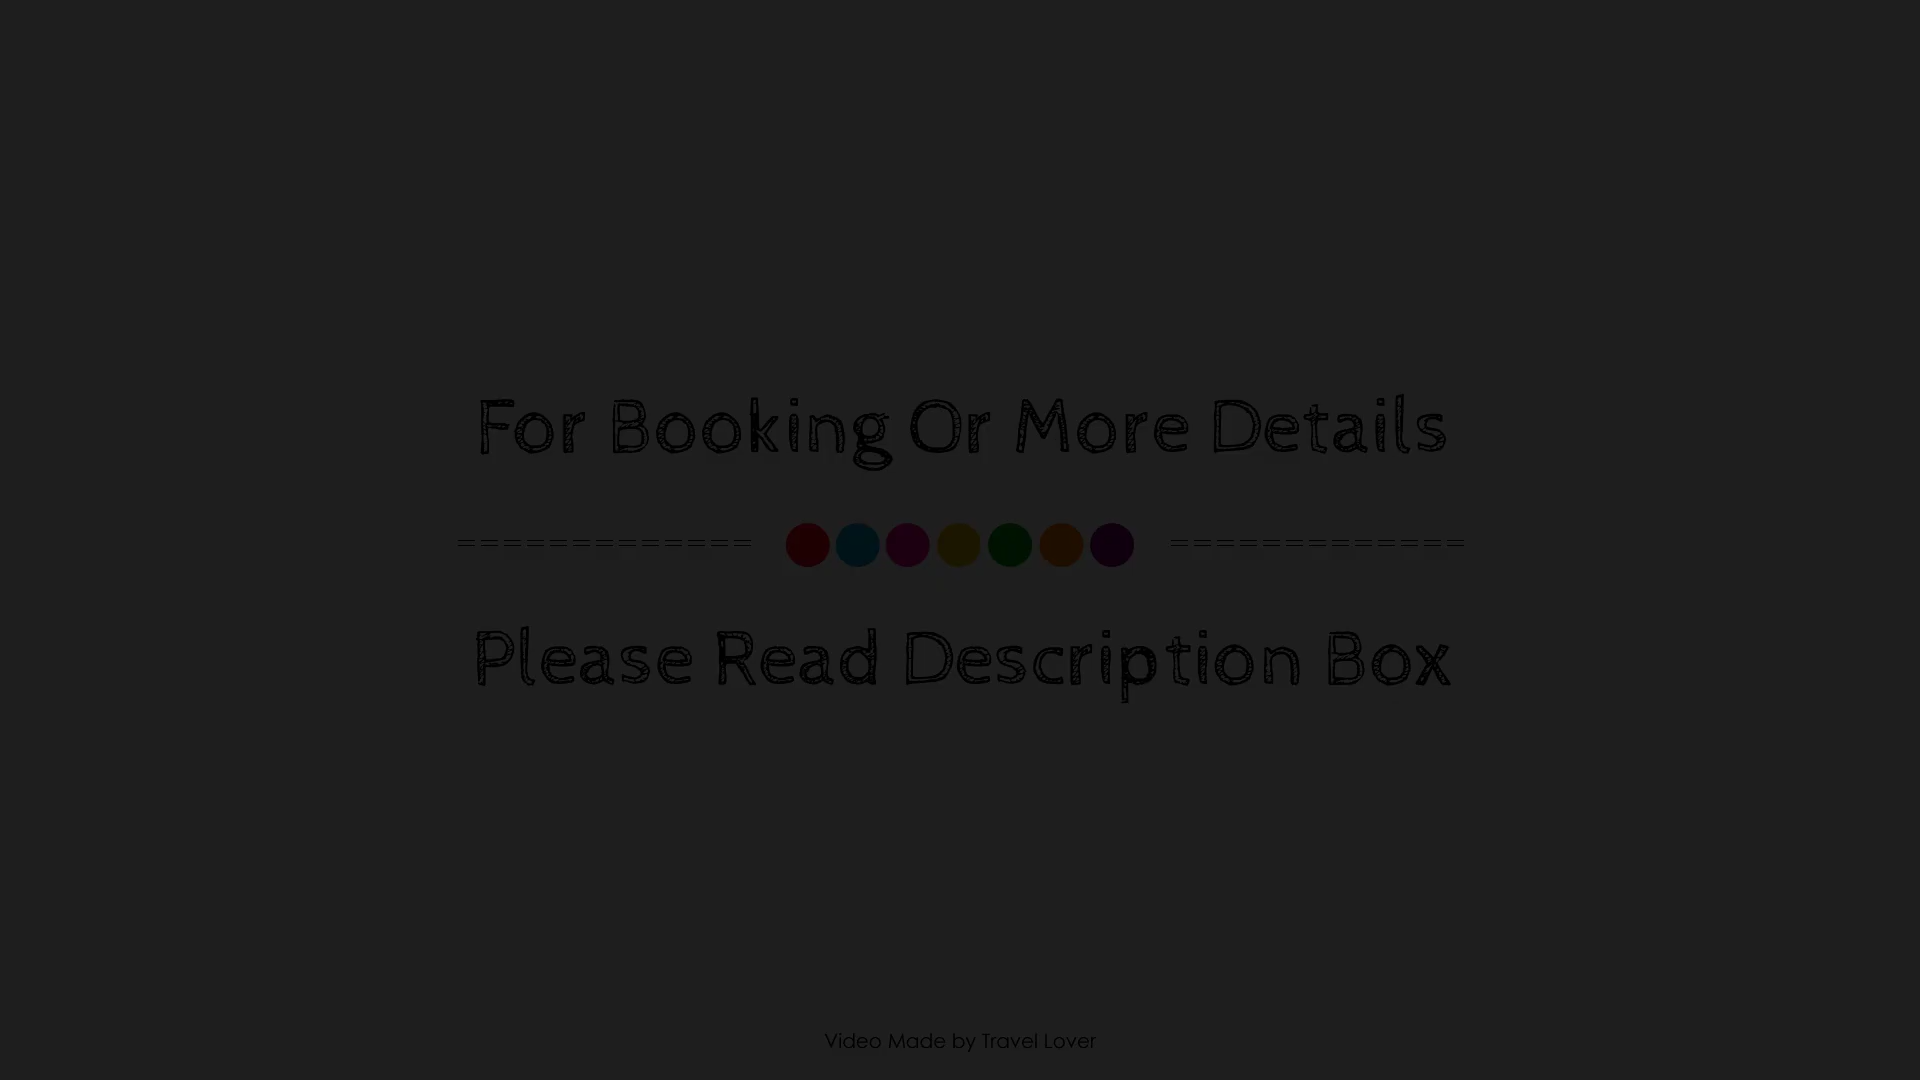 For Booking Or More Details
============= =============
Please Read Description Box
Video Made by Travel Lover